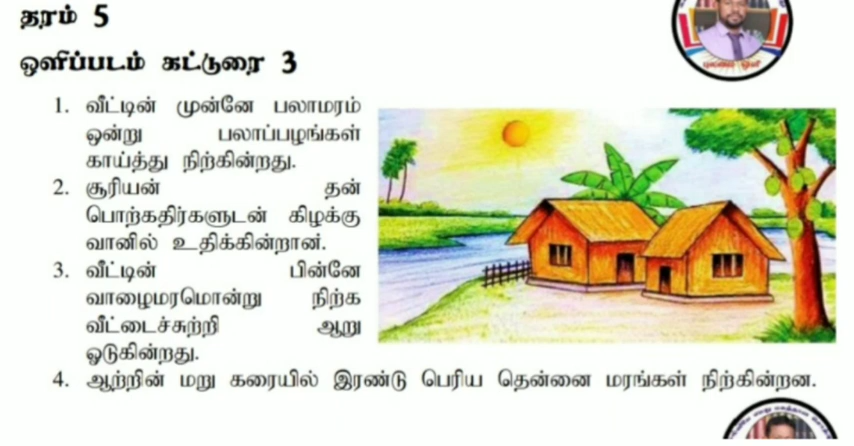 தரம் 5
ஒளிப்படம் கட்டுரை 3
1. வீட்டின் முன்னே பலாமரம்
ஒன்று பலாப்பழங்கள்
காய்த்து நிற்கின்றது.
2. சூரியன் தன்
பொற்கதிர்களுடன் கிழக்கு
வானில் உதிக்கின்றான்.
3. வீட்டின் பின்னே
வாழைமரமொன்று நிற்க
வீட்டைச்சுற்றி ஆறு
ஓடுகின்றது.
4. ஆற்றின் மறு கரையில் இரண்டு பெரிய தென்னை மரங்கள் நிற்கின்றன.